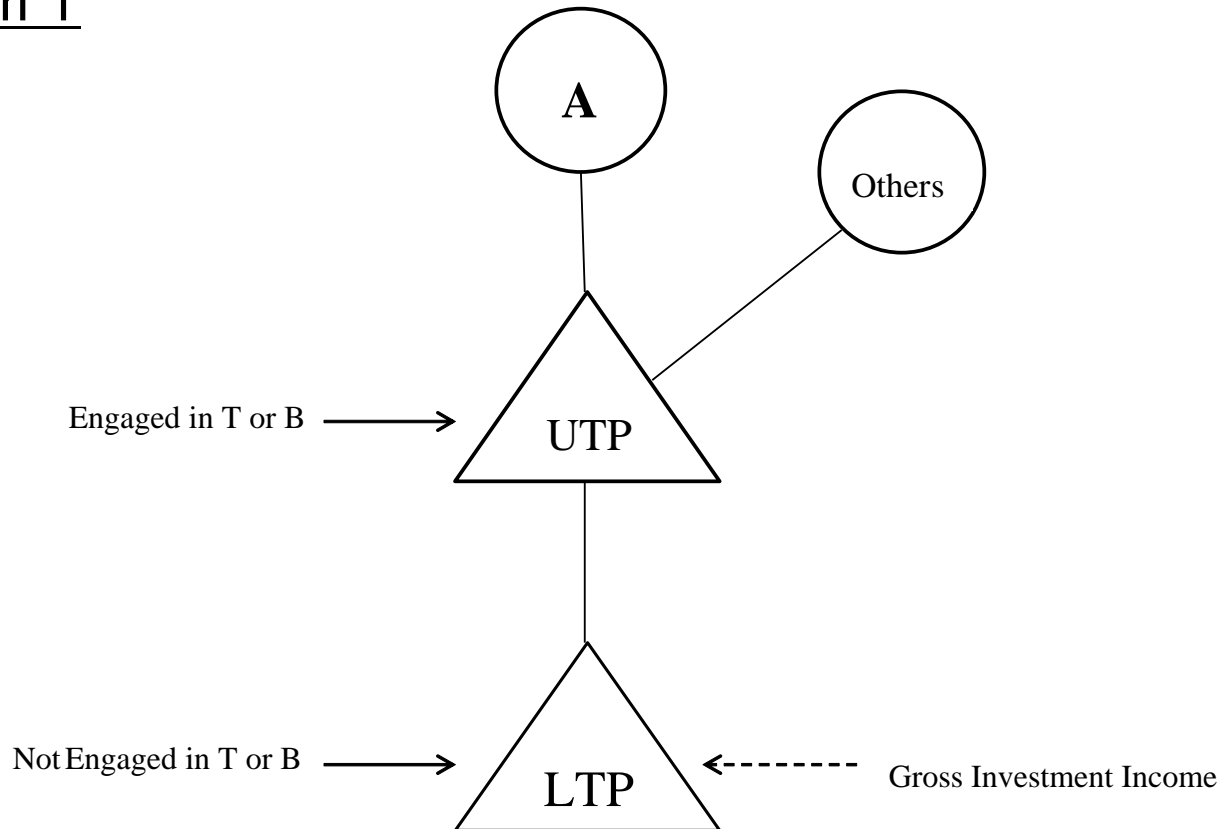 A
Others
Engaged in T or B
UTP
Not Engaged in T or B
LTP
Gross Investment Income